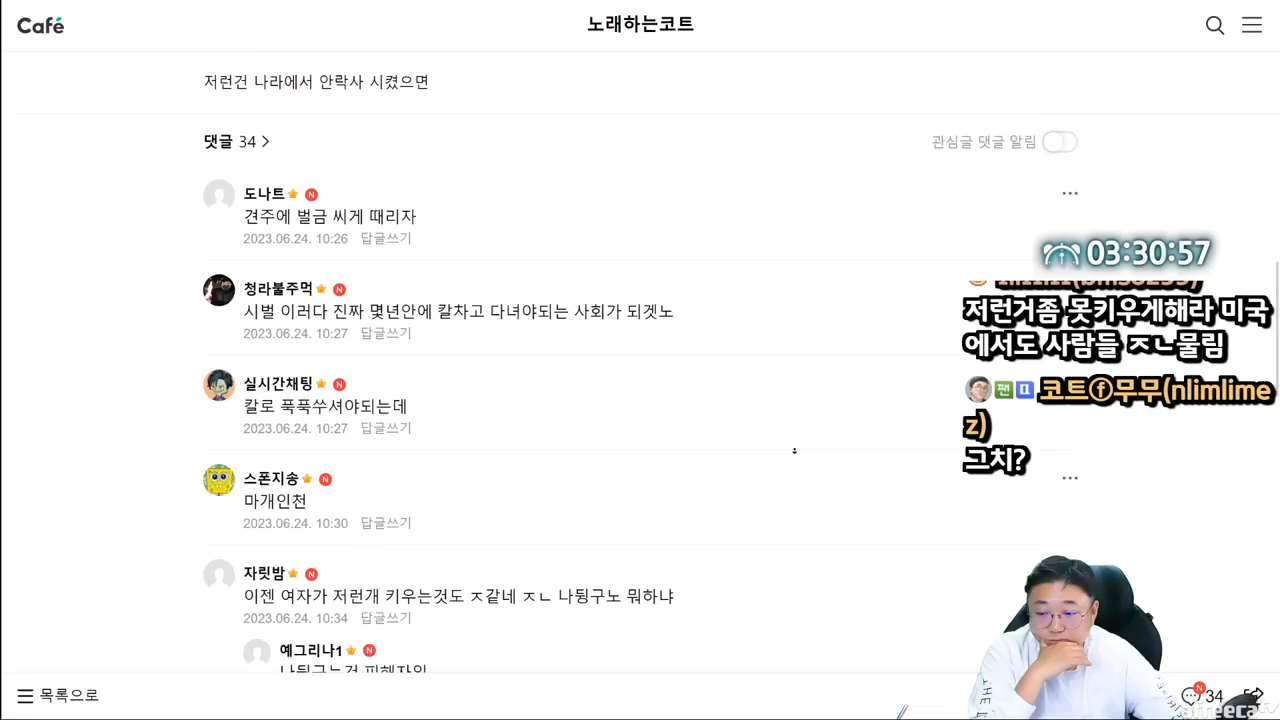 Café
노래하는코트
저런건 나라에서 안락사 시켰으면
댓글 34 >
관심글 댓글 알림
도나트 N
견주에 벌금 씨게 때리자
2023.06.24. 10:26 답글쓰기
03:30:57
청라불주먹 N
시벌 이러다 진짜 몇년안에 칼차고 다녀야되는 사회가 되겟노
2023.06.24. 10:27 답글쓰기
저런거좀 못키우게해라 미국
에서도 사람들 ㅈㄴ물림
실시간채팅 N
칼로 푹푹쑤셔야되는데
2023.06.24. 10:27 답글쓰기
팬 코트ⓕ무무(nlimlime
z)
그치?
스폰지송 N
마개인천
2023.06.24. 10:30 답글쓰기
자릿밤 N
이젠 여자가 저런개 키우는것도 ㅈ같네 ㅈㄴ 나뒹구노 뭐하냐
2023.06.24. 10:34 답글쓰기
예그리나1 N
목록으로
N 34